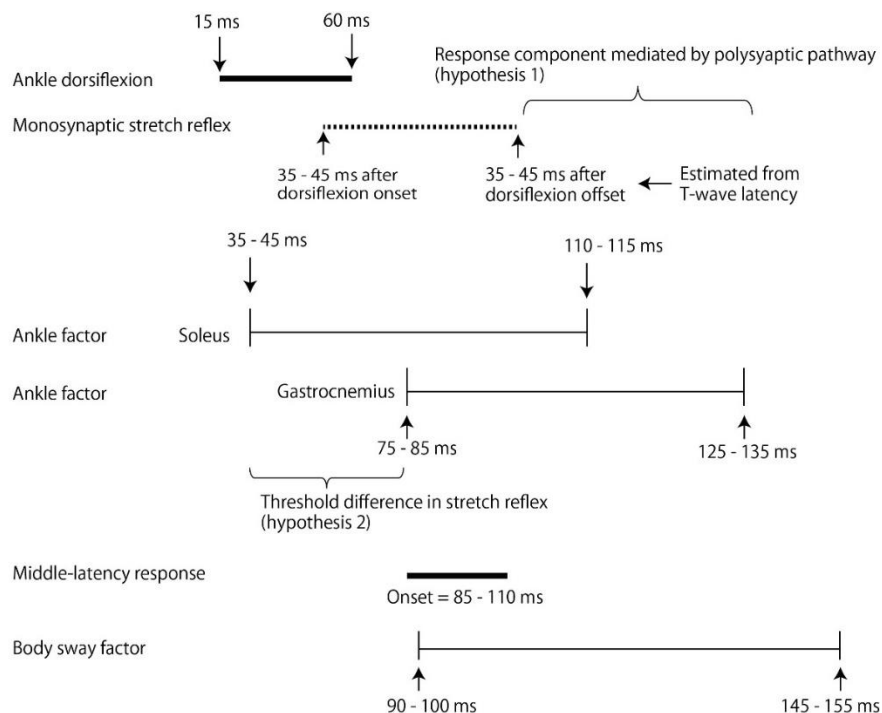 15 ms
60 ms
Response component mediated by polysyaptic pathway
(hypothesis 1)
Ankle dorsiflexion
Monosynaptic stretch reflex
35 - 45 ms after
dorsiflexion onset
35 - 45 ms after
dorsiflexion offset
Estimated from
T-wave latency
35 - 45 ms
110 - 115 ms
Ankle factor
Soleus
Ankle factor
Gastrocnemius
75 - 85 ms
125 - 135 ms
Threshold difference in stretch reflex
(hypothesis 2)
Middle-latency response
Onset = 85 - 110 ms
Body sway factor
90 - 100 ms
145 - 155 ms